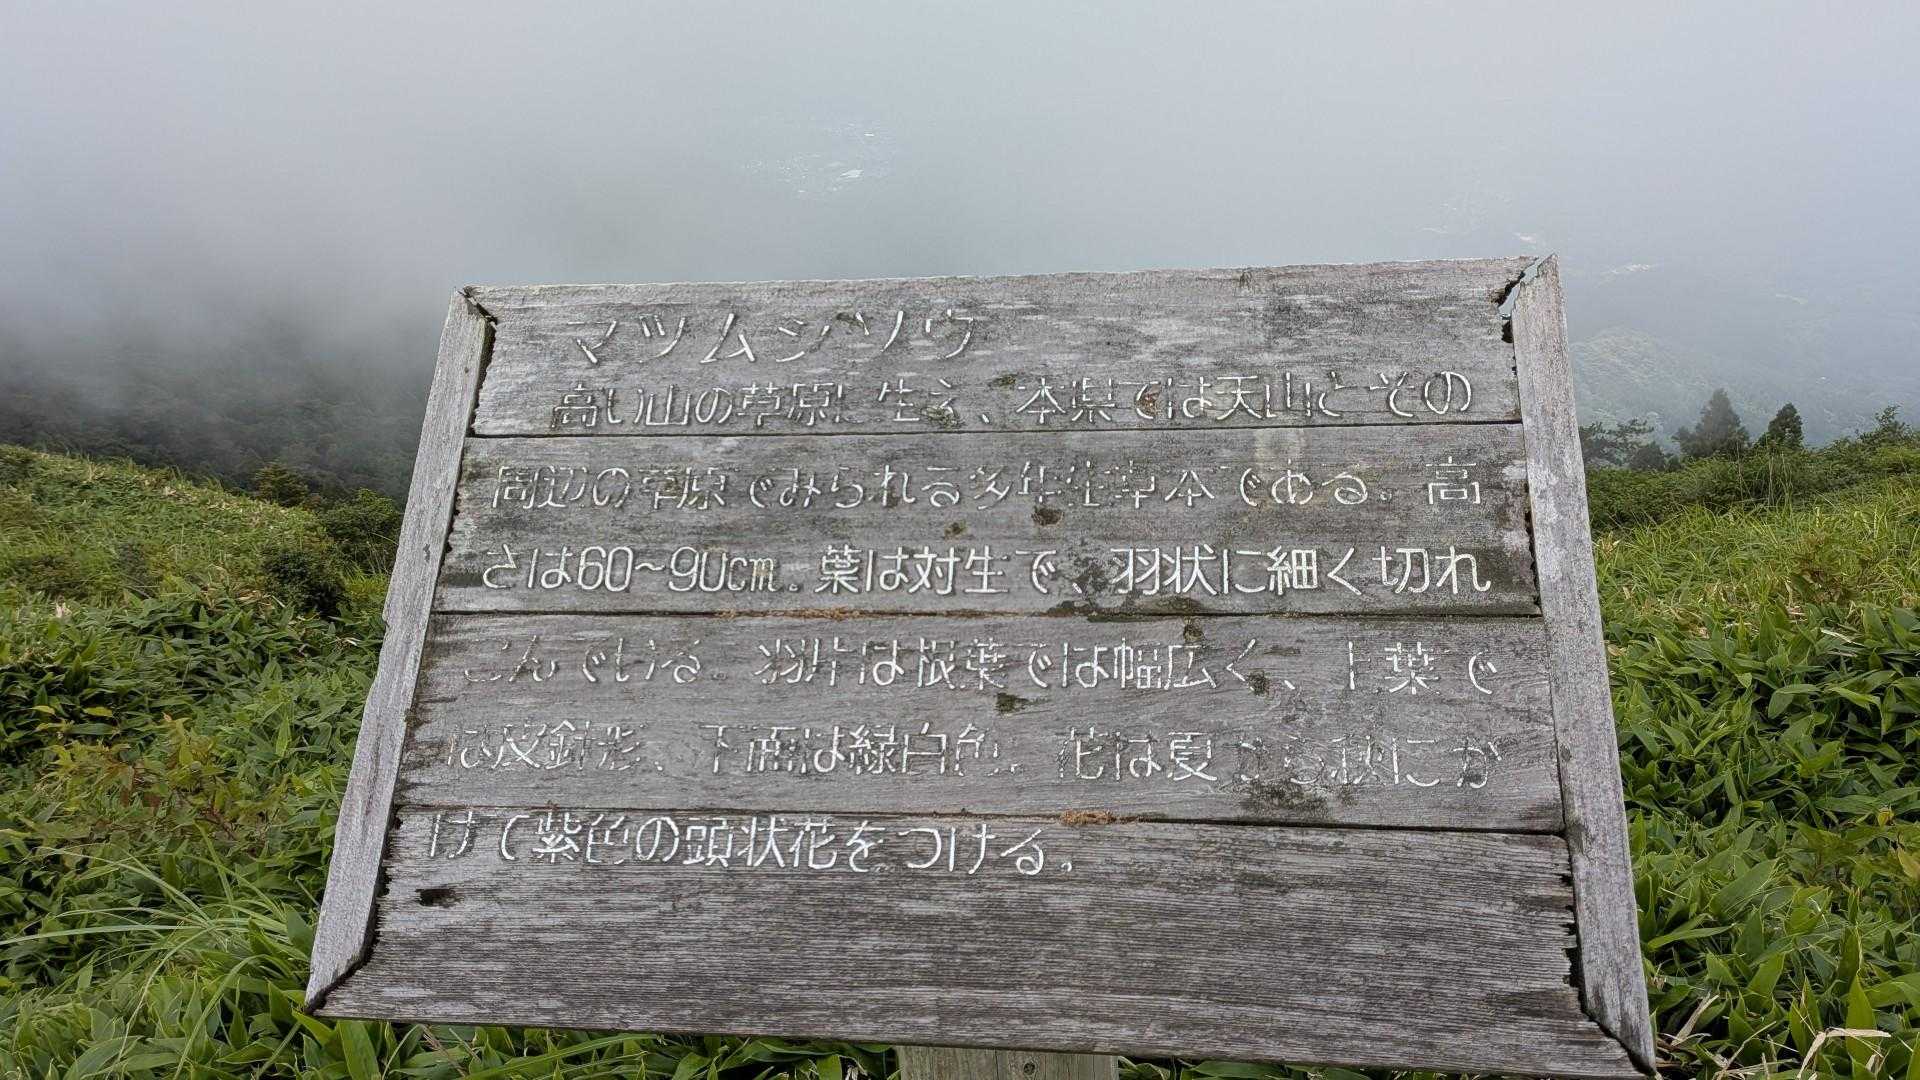 マツムシソウ
高い山の草原に生え、本県では天山とその
周辺の草原でみられる多年生草本である。高
さは60~90cm。葉は対生で、羽状に細く切れ
こんでいる。羽片は根葉では幅広く、上葉で
は皮針形、下面は緑白色。花は夏から秋にか
けて紫色の頭状花をつける。